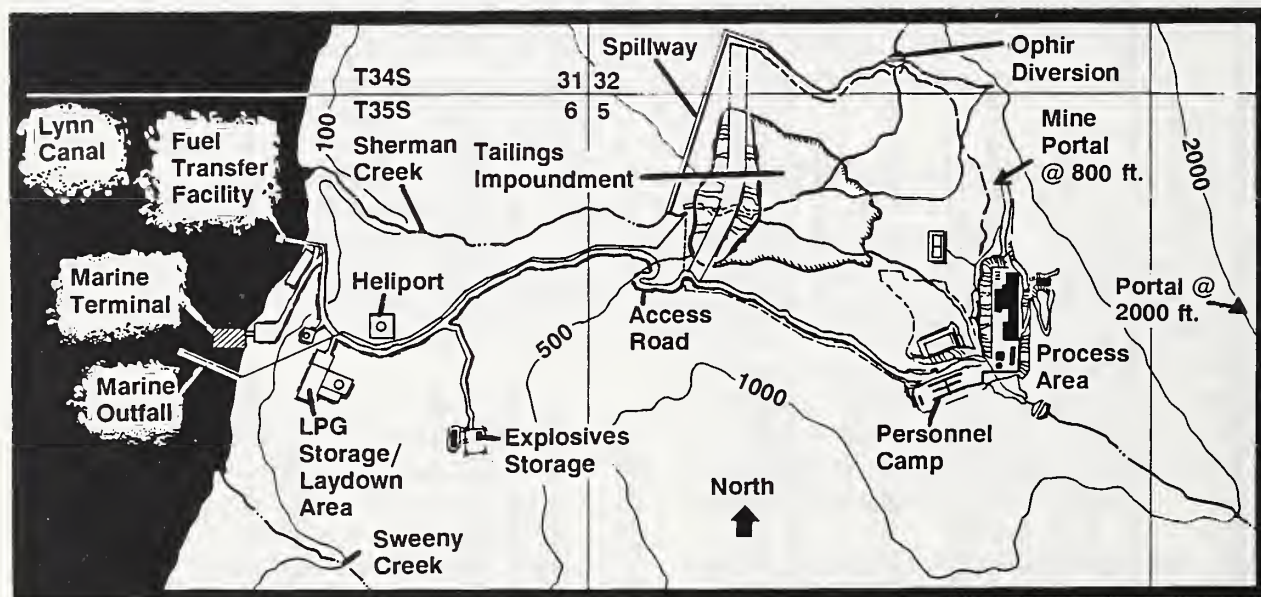 Spillway
Ophir
Diversion
T34S
31 32
T35S
6 5
Lynn
Canal
Fuel
Transfer
Facility
100
Sherman
Creek
Tailings
Impoundment
Mine
Portal
@ 800 ft.
2000
Marine
Terminal
Heliport
Portal @
2000 ft.
500
Access
Road
Process
Area
Marine
Outfall
1000
LPG
Storage/
Laydown
Area
Explosives
Storage
Personnel
Camp
North
Sweeny
Creek